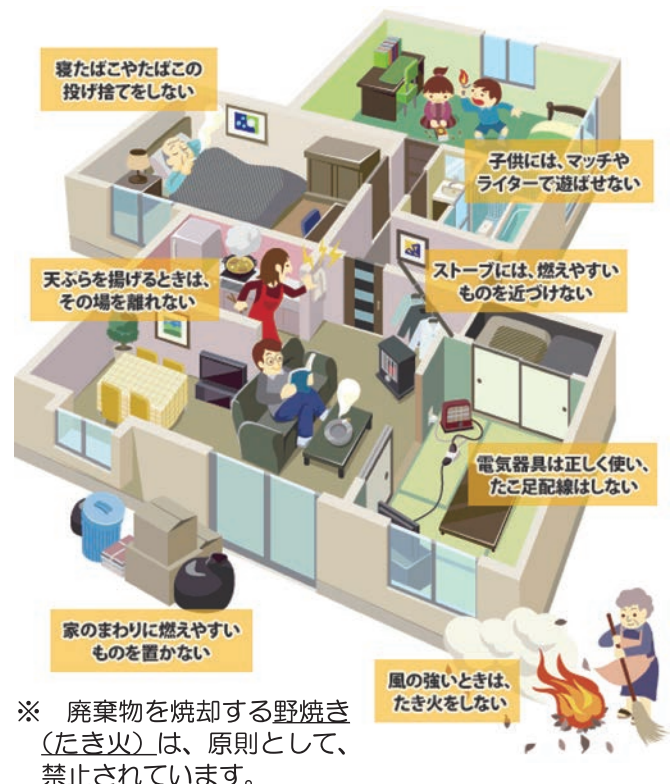 寝たばこやたばこの
投げ捨てをしない
子供には、マッチや
ライターで遊ばせない
天ぷらを揚げるときは、
その場を離れない
ストーブには、燃えやすい
ものを近づけない
電気器具は正しく使い、
たこ足配線はしない
家のまわりに燃えやすい
ものを置かない
風の強いときは、
たき火をしない
※　廃棄物を焼却する野焼き
（たき火）は、原則として、
禁止されています。